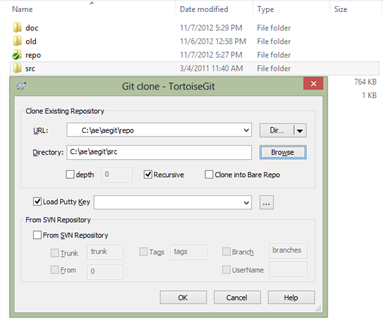 Name Date modified Type Size
doc 11/7/2012 5:29 PM File folder
old 11/6/2012 12:58 PM File folder
repo 11/7/2012 5:27 PM File folder
src 3/4/2011 11:40 AM File folder
764 KB
1 KB
Git clone - TortoiseGit
Clone Existing Repository
URL: C:\ae\aegit\repo Dir...
Directory: C:\ae\aegit\src Browse
depth 0 Recursive Clone into Bare Repo
Load Putty Key ...
From SVN Repository
From SVN Repository
Trunk trunk Tags tags Branch branches
From 0 UserName
OK Cancel Help